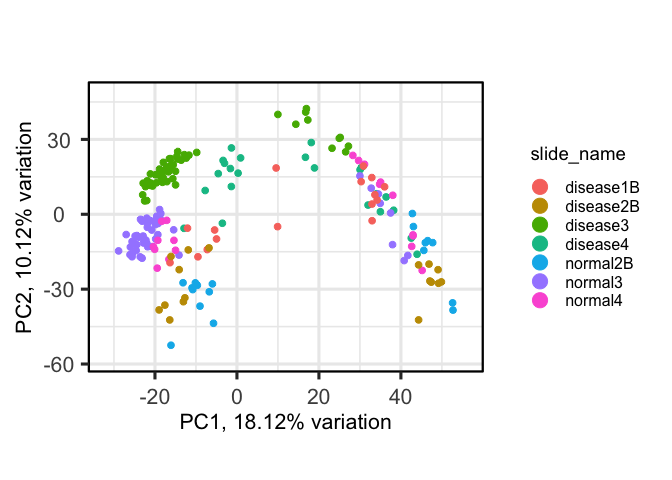 30
0
-30
-60
PC2, 10.12% variation
-20
0
20
40
PC1, 18.12% variation
slide_name
disease1B
disease2B
disease3
disease4
normal2B
normal3
normal4